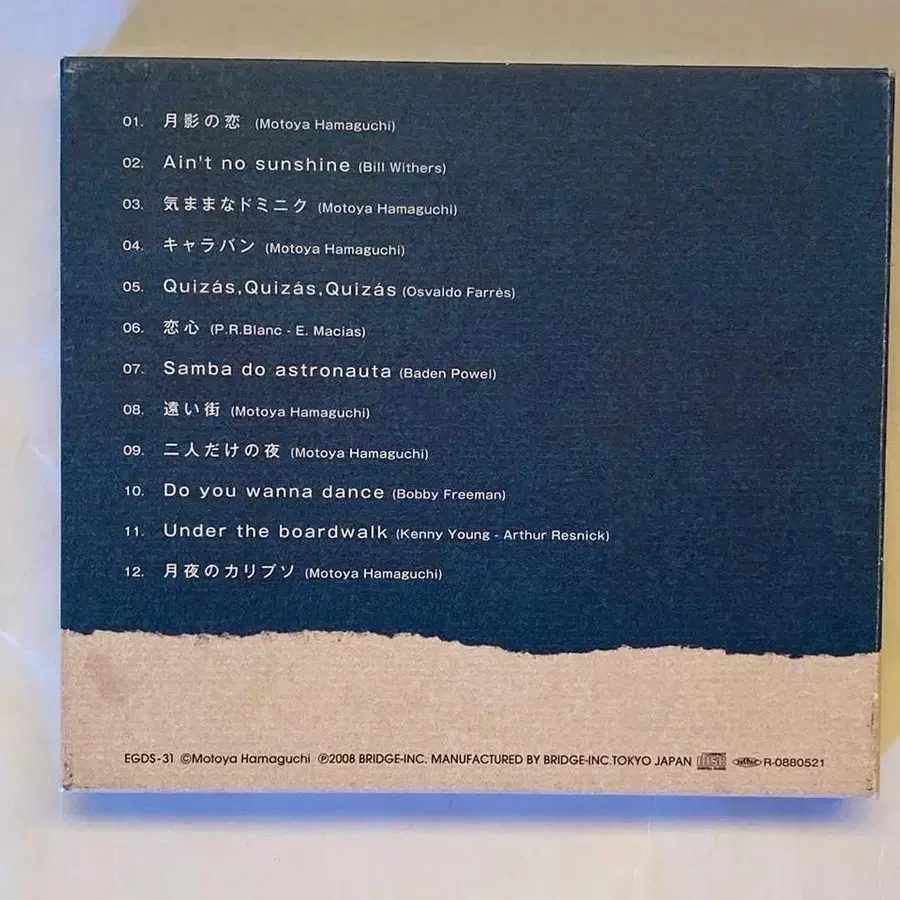 01. 月影の恋 (Motoya Hamaguchi)
02. Ain't no sunshine (Bill Withers)
03. 気ままなドミニク (Motoya Hamaguchi)
04. キャラバン (Motoya Hamaguchi)
05. Quizás,Quizás,Quizás (Osvaldo Farrés)
06. 恋心 (P.R.Blanc - E. Macias)
07. Samba do astronauta (Baden Powel)
08. 遠い街 (Motoya Hamaguchi)
09. 二人だけの夜 (Motoya Hamaguchi)
10. Do you wanna dance (Bobby Freeman)
11. Under the boardwalk (Kenny Young - Arthur Resnick)
12. 月夜のカリプソ (Motoya Hamaguchi)
EGDS-31 ©Motoya Hamaguchi ℗2008 BRIDGE-INC. MANUFACTURED BY BRIDGE-INC.TOKYO JAPAN disc R-0880521